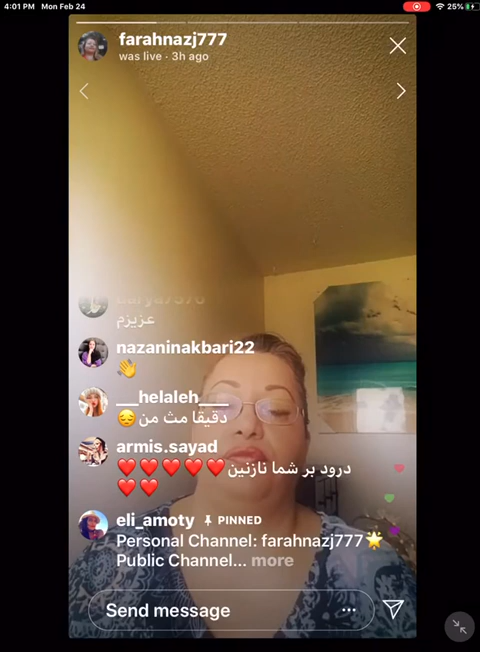 4:01 PM Mon Feb 24
25%
farahnazj777
was live · 3h ago
عزیزم
nazaninakbari22
👋
__helaleh___
دقیقا مث من😔
armis.sayad
درود بر شما نازنین❤️❤️❤️❤️❤️
❤️❤️
eli_amoty PINNED
Personal Channel: farahnazj777🌟
Public Channel... more
Send message